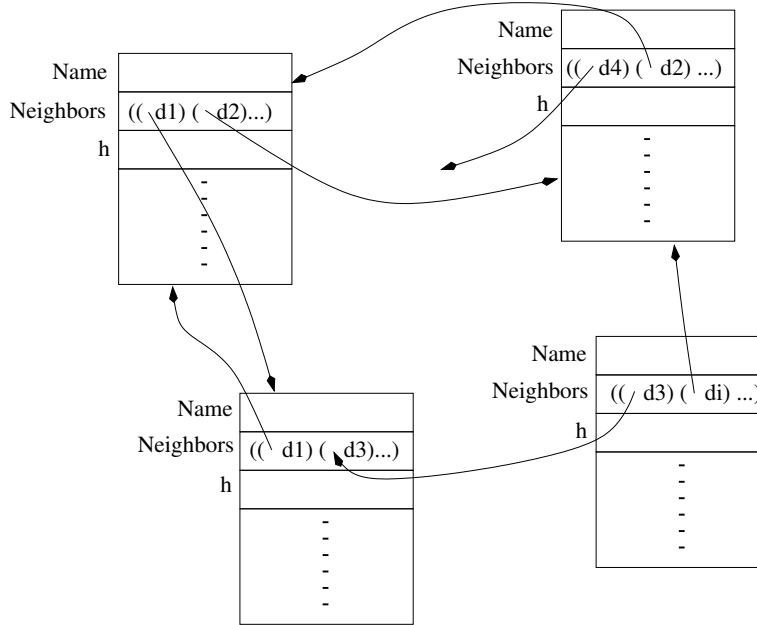 Name
Neighbors ((  d1) (  d2)...)
h
Name
Neighbors ((  d4) (  d2) ...)
h
Name
Neighbors ((  d1) (  d3)...)
h
Name
Neighbors ((  d3) (  di) ...)
h